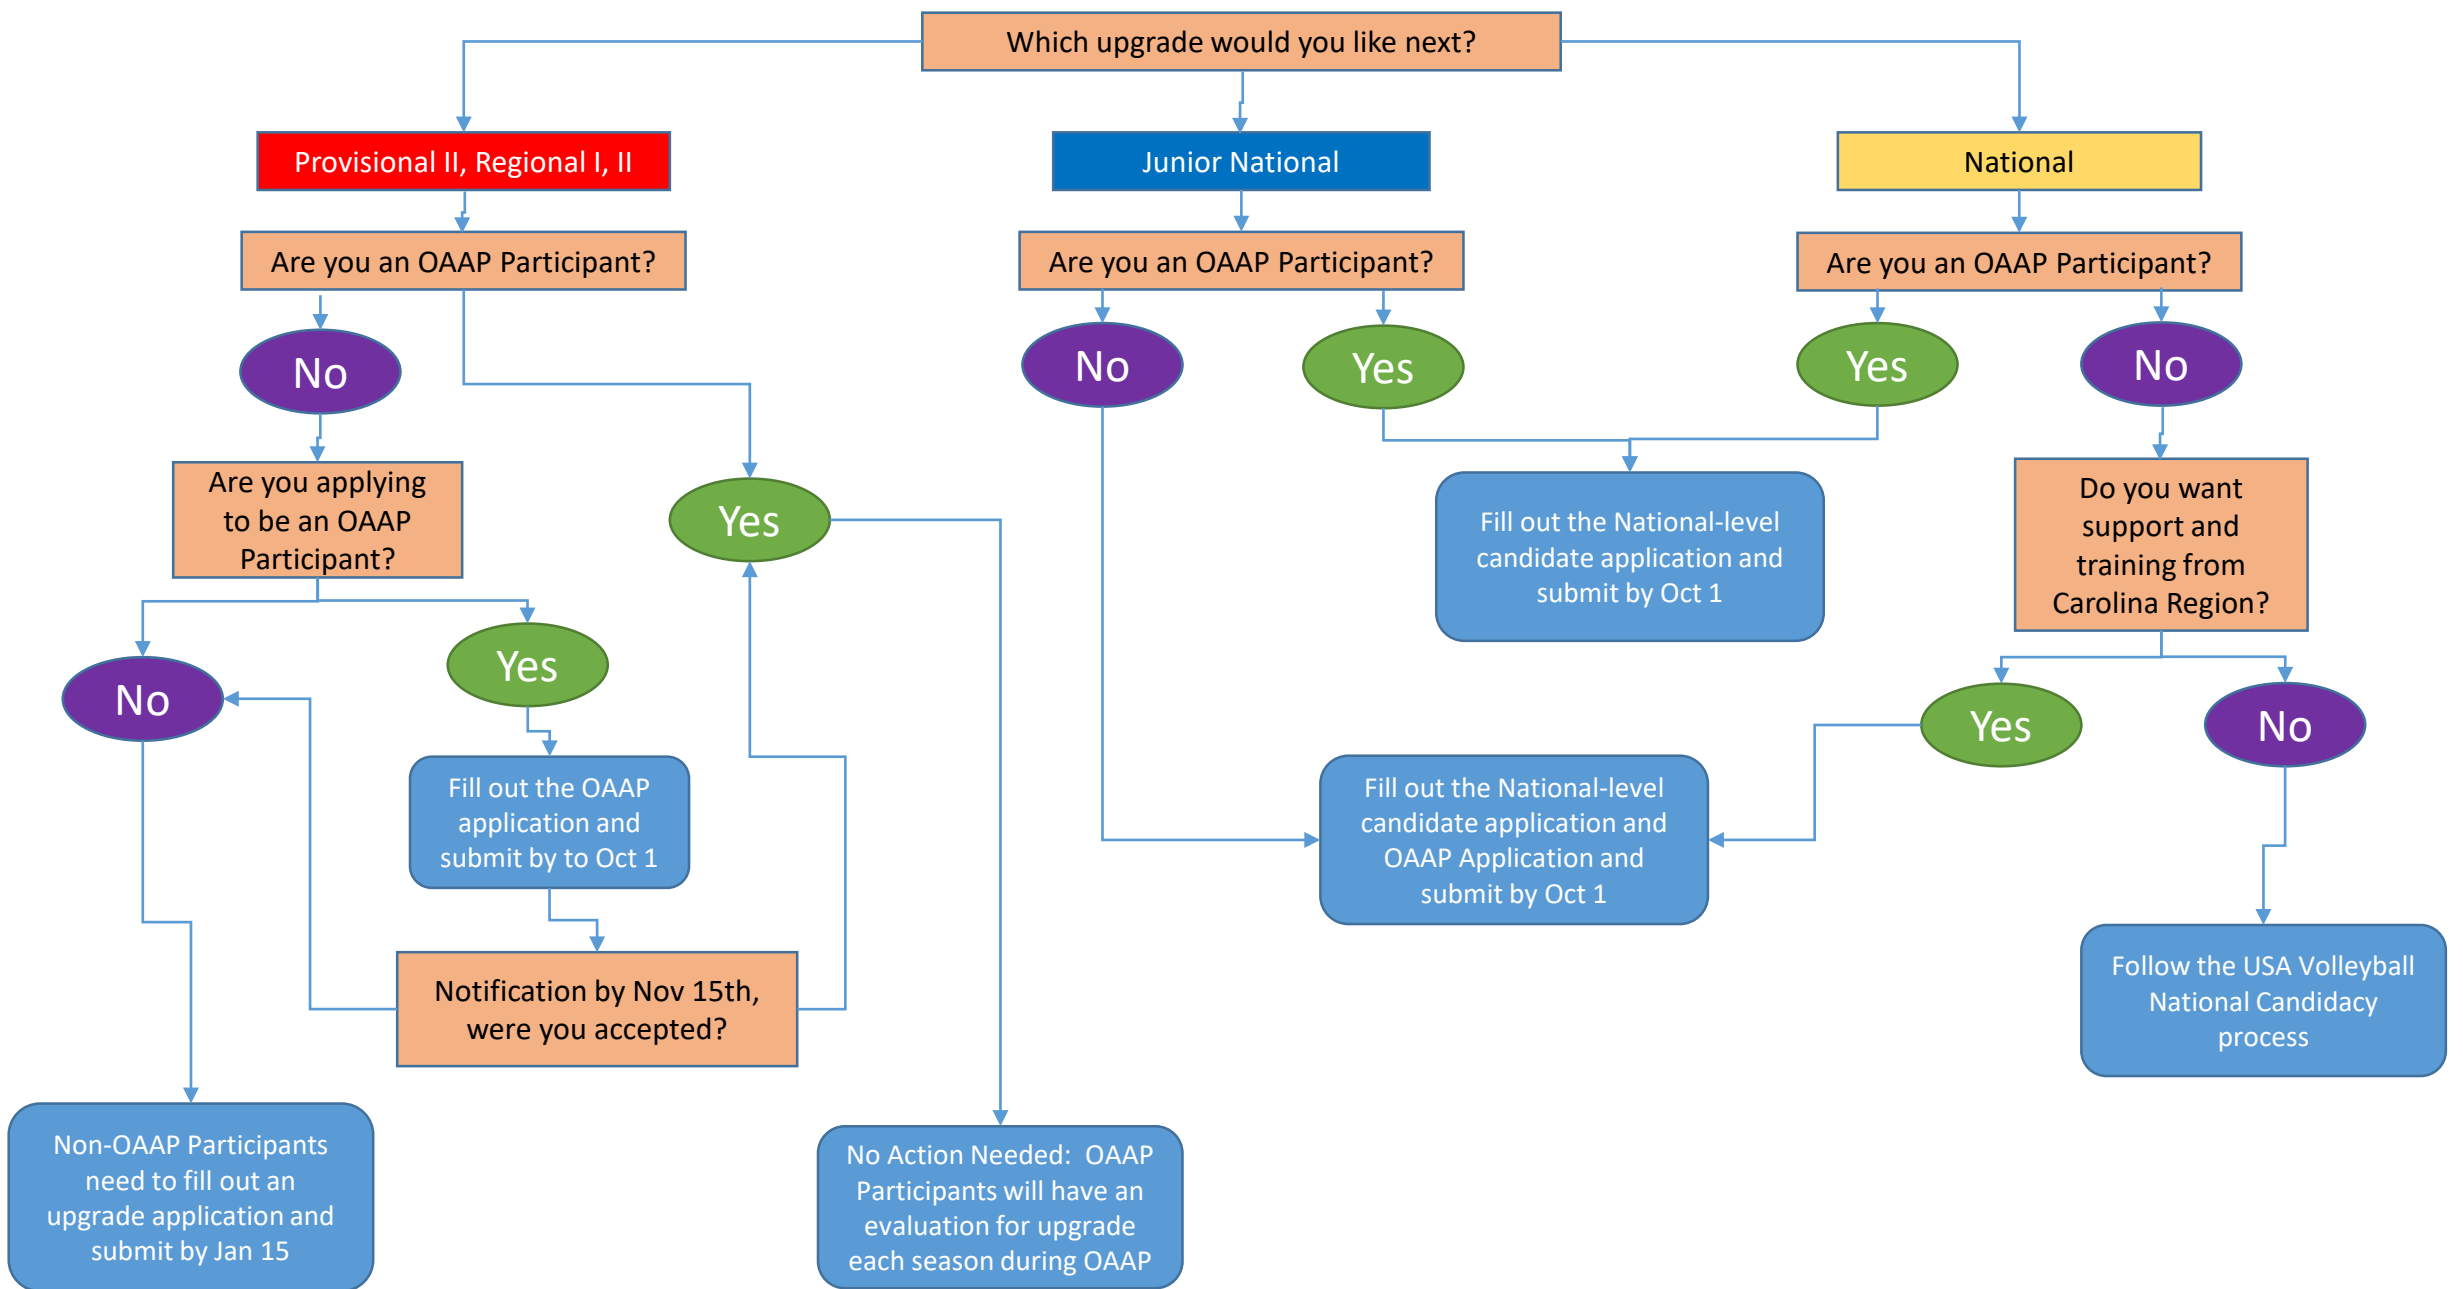 Which upgrade would you like next?
Provisional II, Regional I, II
Junior National
National
Are you an OAAP Participant?
Are you an OAAP Participant?
Are you an OAAP Participant?
No
Yes
No
Yes
Yes
No
Are you applying
to be an OAAP
Participant?
Fill out the National-level
candidate application and
submit by Oct 1
Do you want
support and
training from
Carolina Region?
No
Yes
Yes
No
Fill out the OAAP
application and
submit by to Oct 1
Fill out the National-level
candidate application and
OAAP Application and
submit by Oct 1
Notification by Nov 15th,
were you accepted?
Follow the USA Volleyball
National Candidacy
process
Non-OAAP Participants
need to fill out an
upgrade application and
submit by Jan 15
No Action Needed:  OAAP
Participants will have an
evaluation for upgrade
each season during OAAP